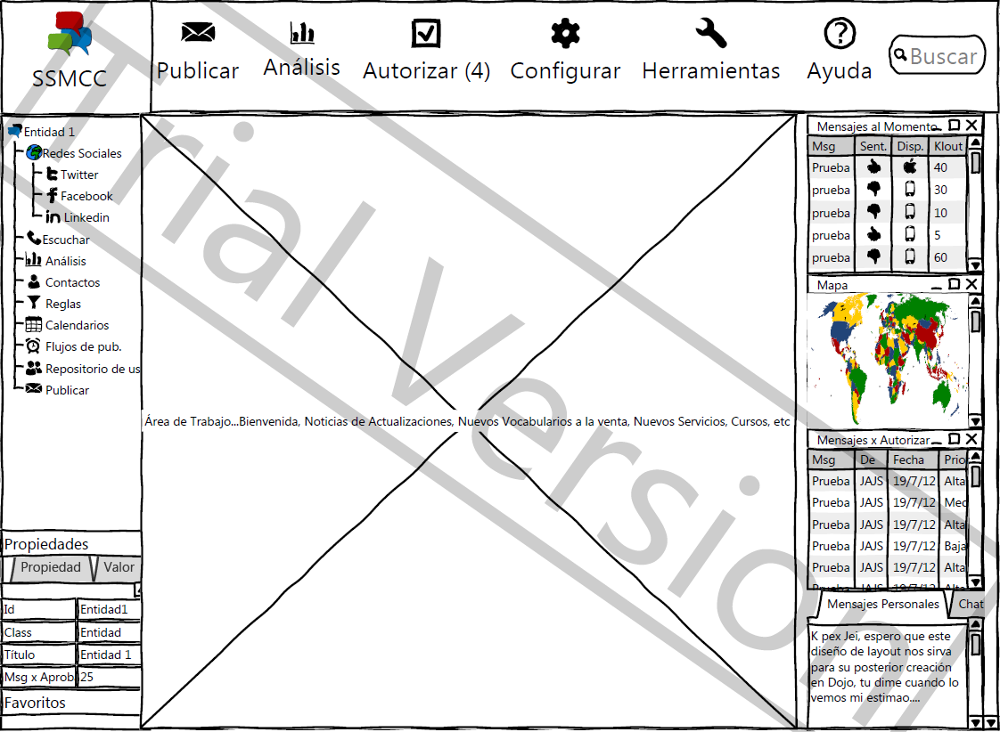 SSMCC
Publicar
Análisis
Autorizar (4)
Configurar
Herramientas
Ayuda
Buscar
Entidad 1
Redes Sociales
Twitter
Facebook
Linkedin
Escuchar
Análisis
Contactos
Reglas
Calendarios
Flujos de pub.
Repositorio de us
Publicar
Propiedades
Propiedad Valor
Id Entidad1
Class Entidad
Título Entidad 1
Msg x Aprob 25
Favoritos
Área de Trabajo...Bienvenida, Noticias de Actualizaciones, Nuevos Vocabularios a la venta, Nuevos Servicios, Cursos, etc
Trial Version!
Mensajes al Momento
Msg Sent. Disp. Klout
Prueba 40
prueba 30
prueba 10
prueba 5
prueba 60
Mapa
Mensajes x Autorizar
Msg De Fecha Prio
Prueba JAJS 19/7/12 Alta
Prueba JAJS 19/7/12 Med
Prueba JAJS 19/7/12 Alta
Prueba JAJS 19/7/12 Baja
Prueba JAJS 19/7/12 Alta
Prueba JAJS 19/7/12 Alta
Mensajes Personales Chat
K pex Jei, espero que este
diseño de layout nos sirva
para su posterior creación
en Dojo, tu dime cuando lo
vemos mi estimao....